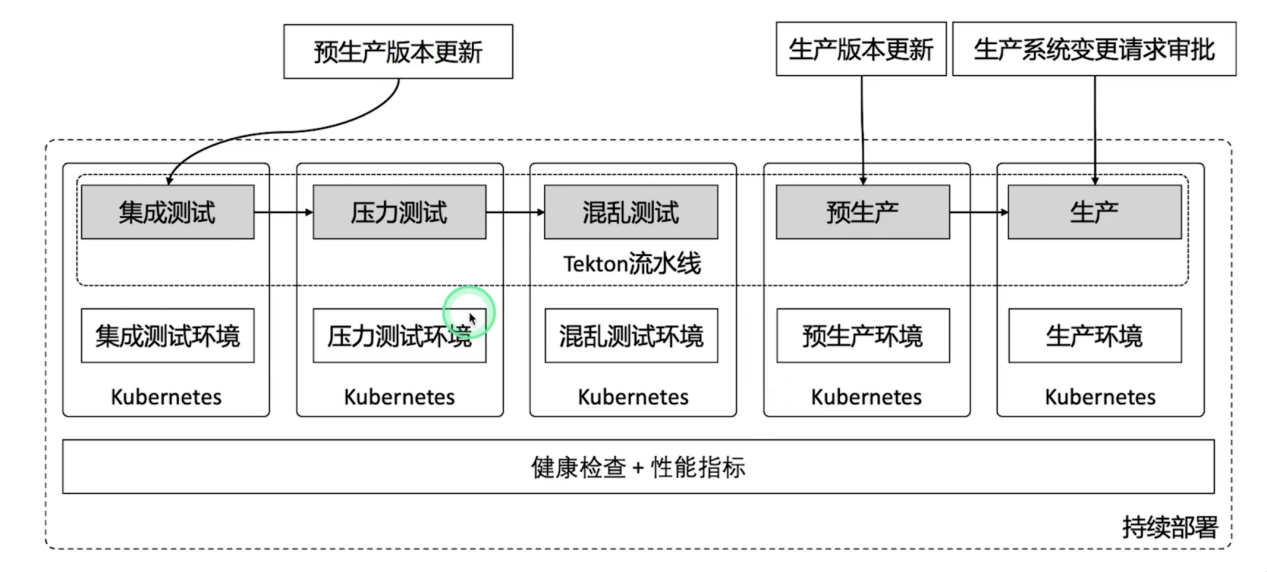 预生产版本更新
生产版本更新
生产系统变更请求审批
集成测试
压力测试
混乱测试
预生产
生产
Tekton流水线
集成测试环境
压力测试环境
混乱测试环境
预生产环境
生产环境
Kubernetes
Kubernetes
Kubernetes
Kubernetes
Kubernetes
健康检查 + 性能指标
持续部署